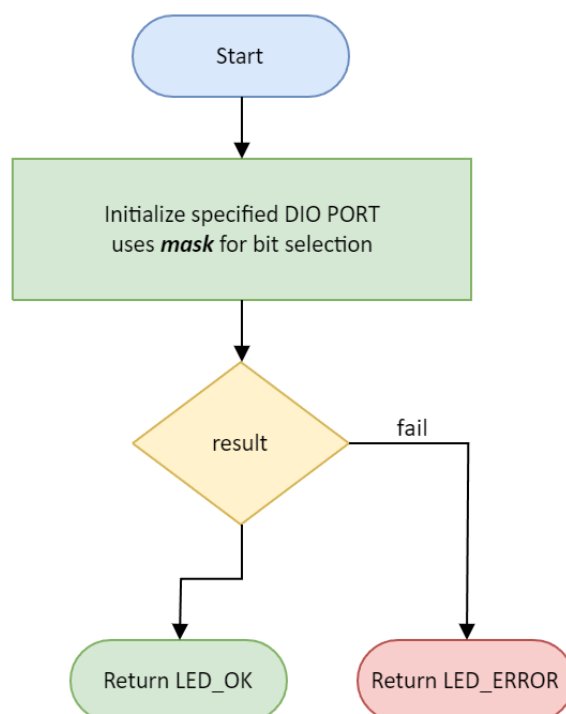 Start
Initialize specified DIO PORT
uses mask for bit selection
result
fail
Return LED_OK
Return LED_ERROR